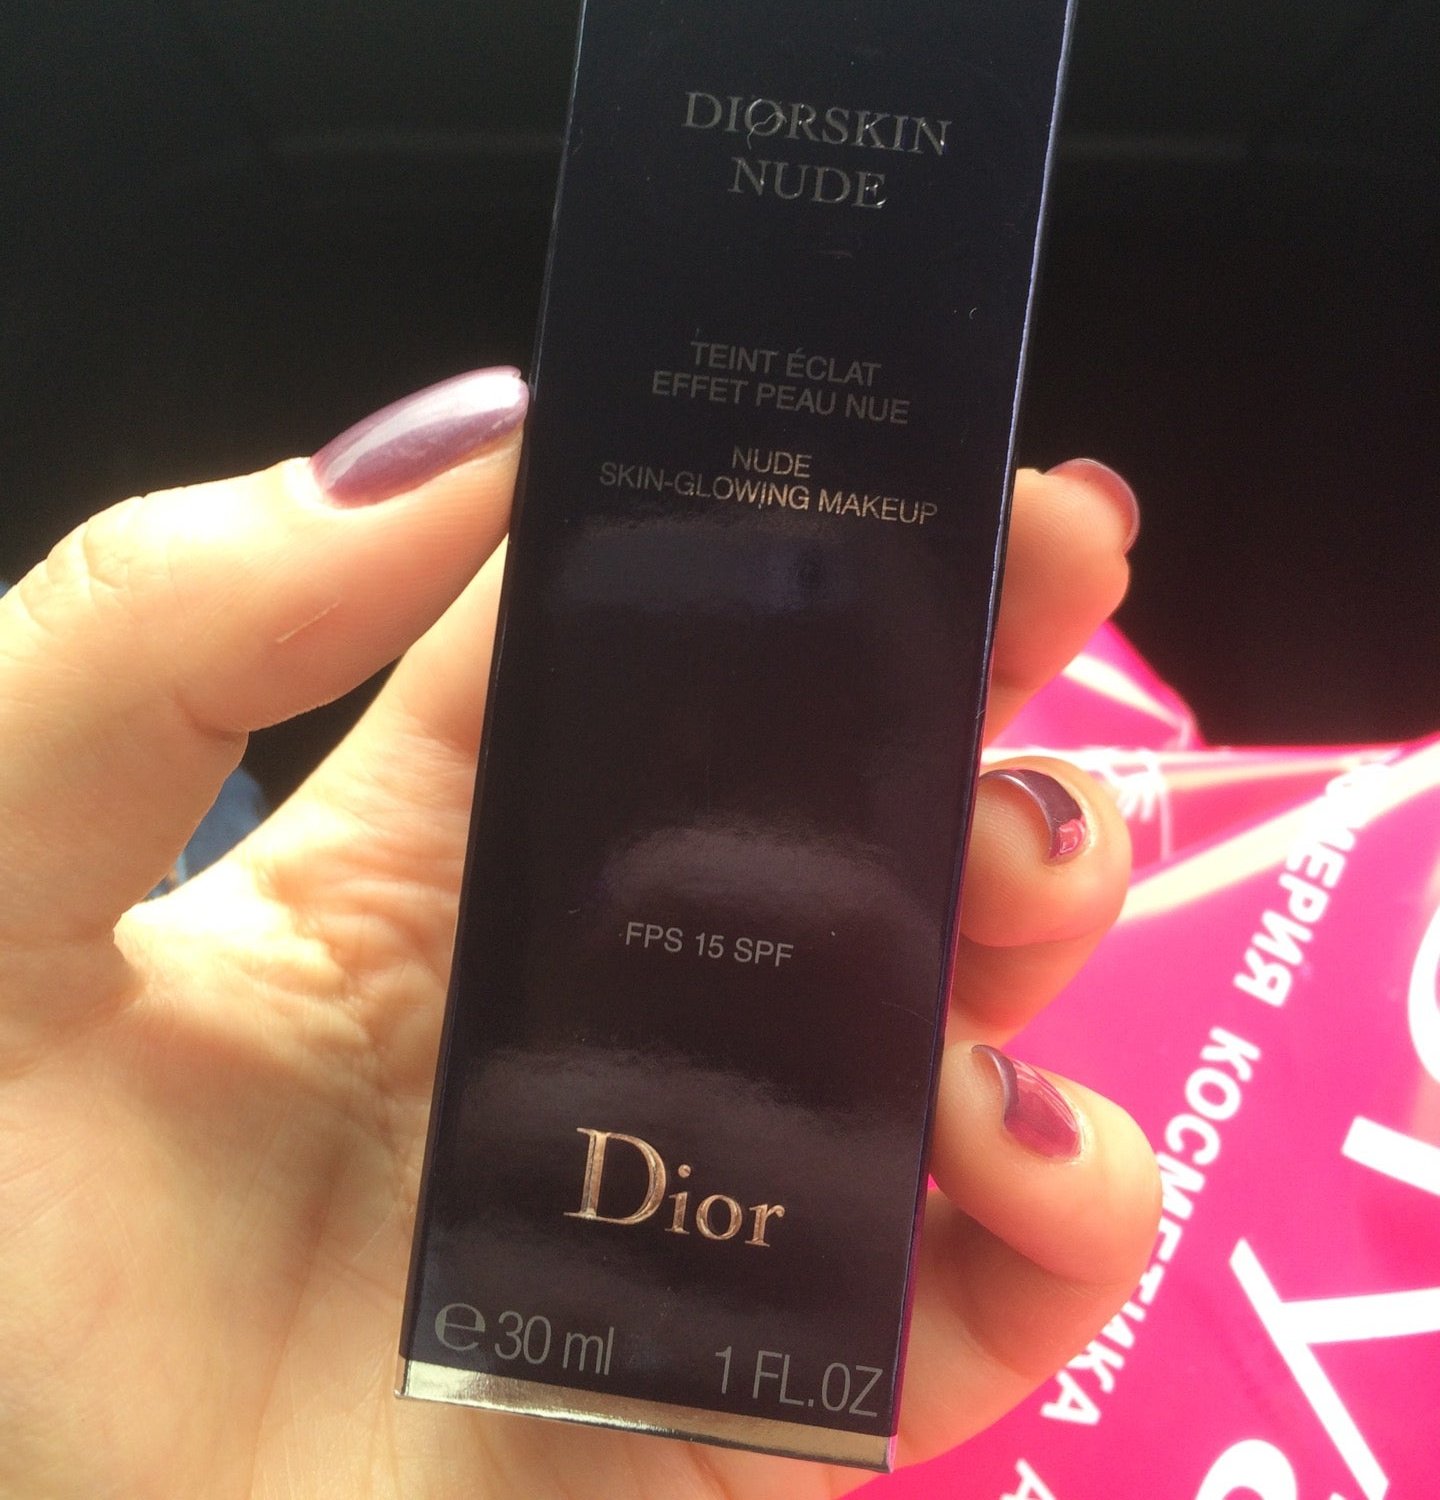 DIORSKIN
NUDE
TEINT ÉCLAT
EFFET PEAU NUE
NUDE
SKIN-GLOWING MAKEUP
FPS 15 SPF
Dior
℮ 30 ml 1 FL.OZ
КОСМЕТИКА